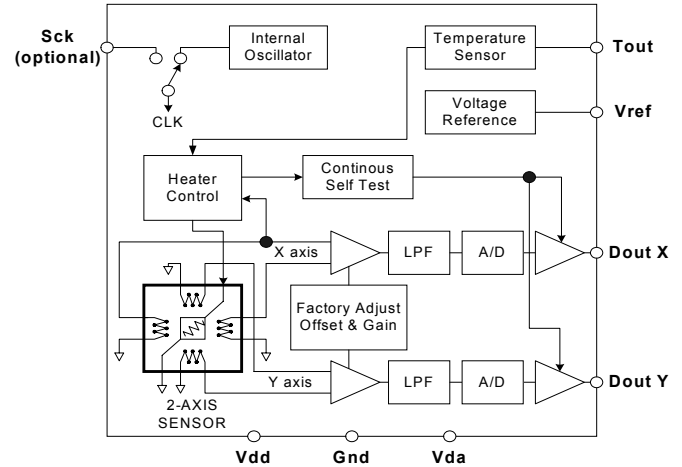 Sck
(optional)
Internal
Oscillator
CLK
Temperature
Sensor
Tout
Voltage
Reference
Vref
Heater
Control
Continous
Self Test
X axis
LPF
A/D
Dout X
Factory Adjust
Offset & Gain
Y axis
LPF
A/D
Dout Y
2-AXIS
SENSOR
Vdd
Gnd
Vda